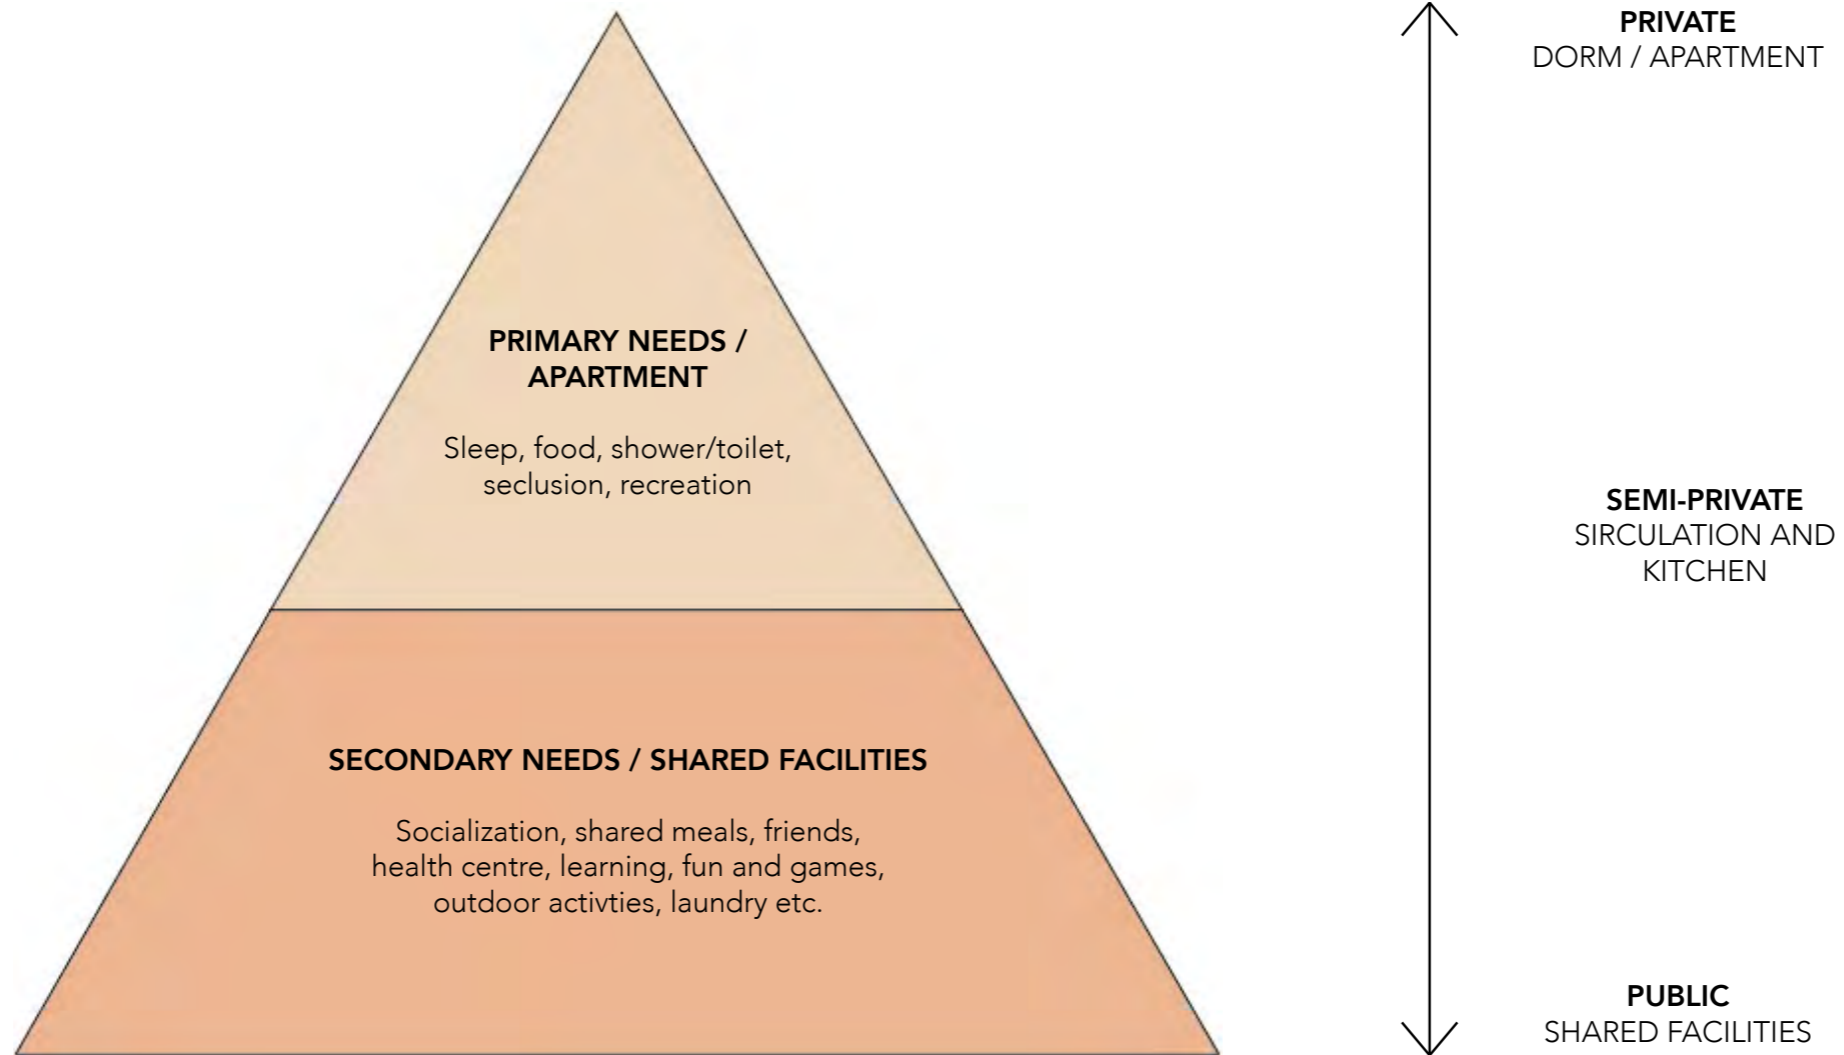 PRIVATE
DORM / APARTMENT
PRIMARY NEEDS /
APARTMENT
Sleep, food, shower/toilet,
seclusion, recreation
SEMI-PRIVATE
SIRCULATION AND
KITCHEN
SECONDARY NEEDS / SHARED FACILITIES
Socialization, shared meals, friends,
health centre, learning, fun and games,
outdoor activties, laundry etc.
PUBLIC
SHARED FACILITIES